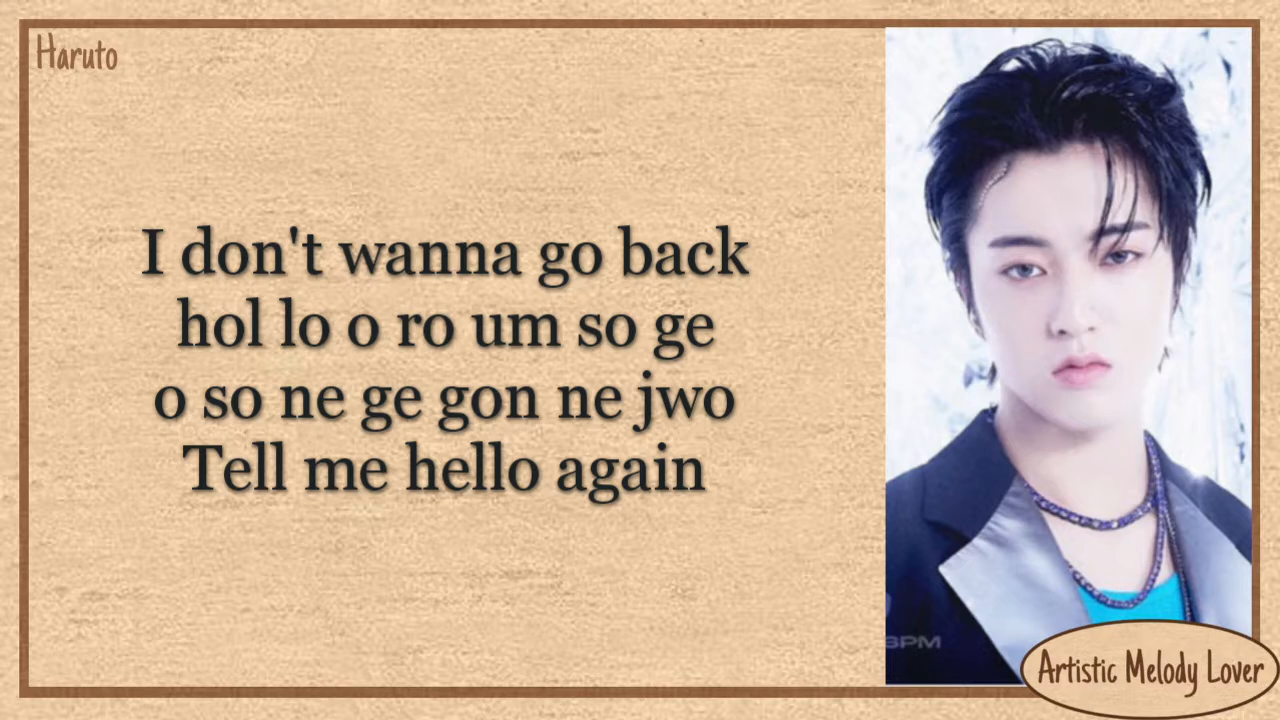 Haruto
I don't wanna go back
hol lo o ro um so ge
o so ne ge gon ne jwo
Tell me hello again
Artistic Melody Lover